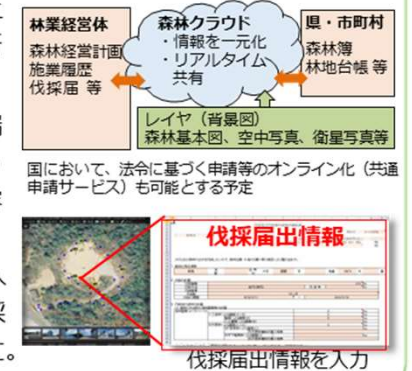 林業経営体
森林経営計画
施業履歴
伐採届 等
森林クラウド
・情報を一元化
・リアルタイム
共有
県・市町村
森林簿
林地台帳 等
レイヤ(背景図)
森林基本図、空中写真、衛星写真等
国において、法令に基づく申請等のオンライン化(共通
申請サービス)も可能とする予定
伐採届出情報
伐採届出情報を入力